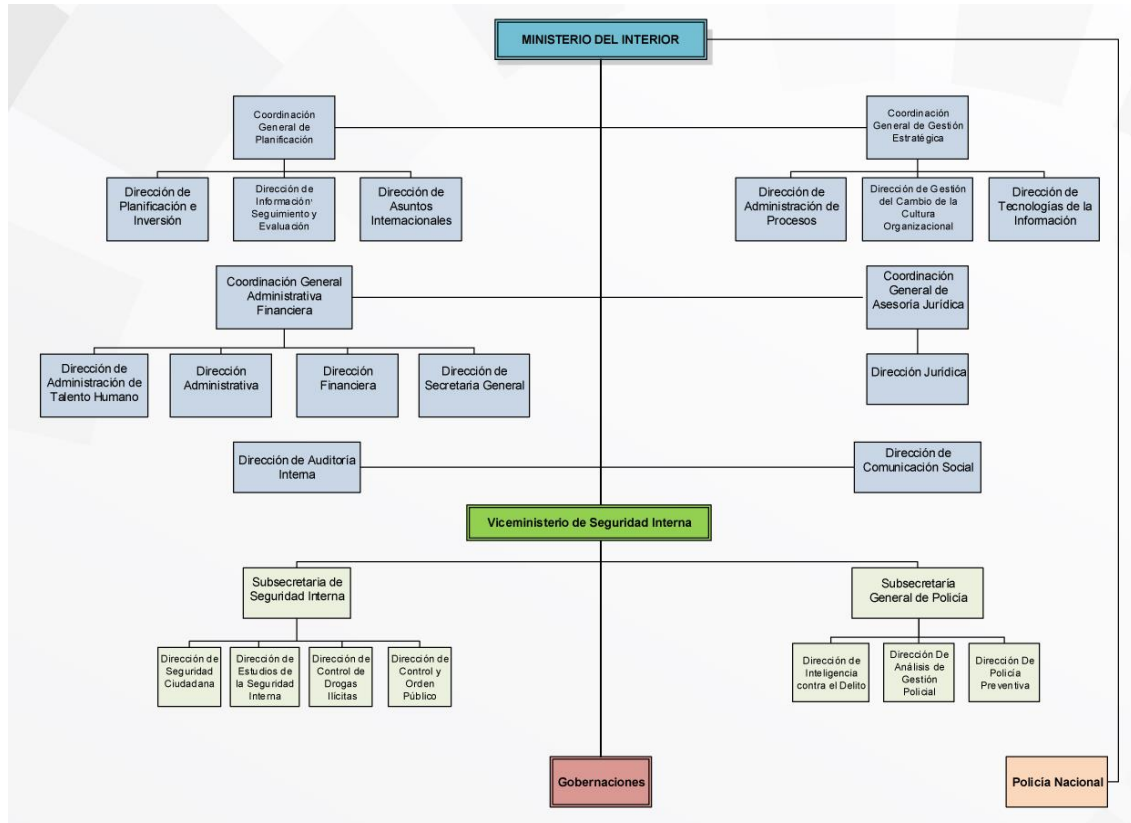 MINISTERIO DEL INTERIOR
Coordinación
General de
Planificación
Coordinación
General de Gestión
Estratégica
Dirección de
Planificación e
Inversión
Dirección de
Información'
Seguimiento y
Evaluación
Dirección de
Asuntos
Internacionales
Dirección de
Administración de
Procesos
Dirección de Gestión
del Cambio de la
Cultura
Organizacional
Dirección de
Tecnologías de la
Información
Coordinación General
Administrativa
Financiera
Coordinación
General de
Asesoría Jurídica
Dirección de
Administración de
Talento Humano
Dirección
Administrativa
Dirección
Financiera
Dirección de
Secretaria General
Dirección Jurídica
Dirección de Auditoría
Interna
Dirección de
Comunicación Social
Viceministerio de Seguridad Interna
Subsecretaria de
Seguridad Interna
Subsecretaría
General de Policía
Dirección de
Seguridad
Ciudadana
Dirección de
Estudios de
la Seguridad
Interna
Dirección de
Control de
Drogas
Ilícitas
Dirección de
Control y
Orden
Público
Dirección de
Inteligencia
contra el Delito
Dirección De
Análisis de
Gestión
Policial
Dirección De
Policía
Preventiva
Gobernaciones
Policía Nacional